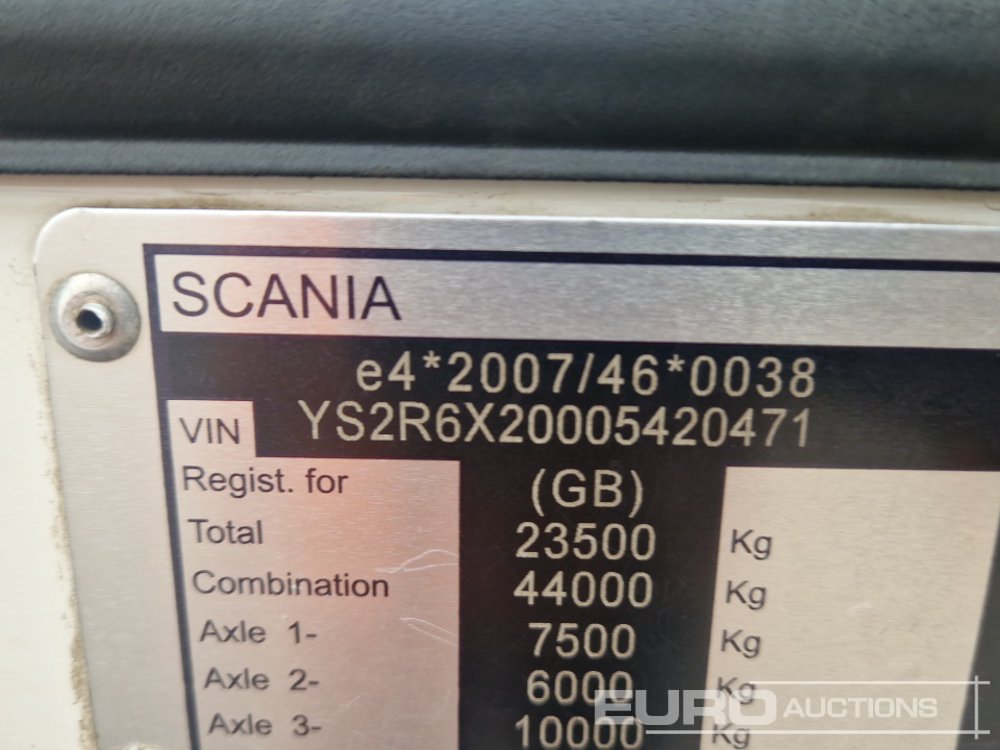 SCANIA
e4*2007/46*0038
VIN YS2R6X20005420471
Regist. for (GB)
Total 23500 Kg
Combination 44000 Kg
Axle 1- 7500 Kg
Axle 2- 6000 Kg
Axle 3- 10000 Kg
EURO AUCTIONS